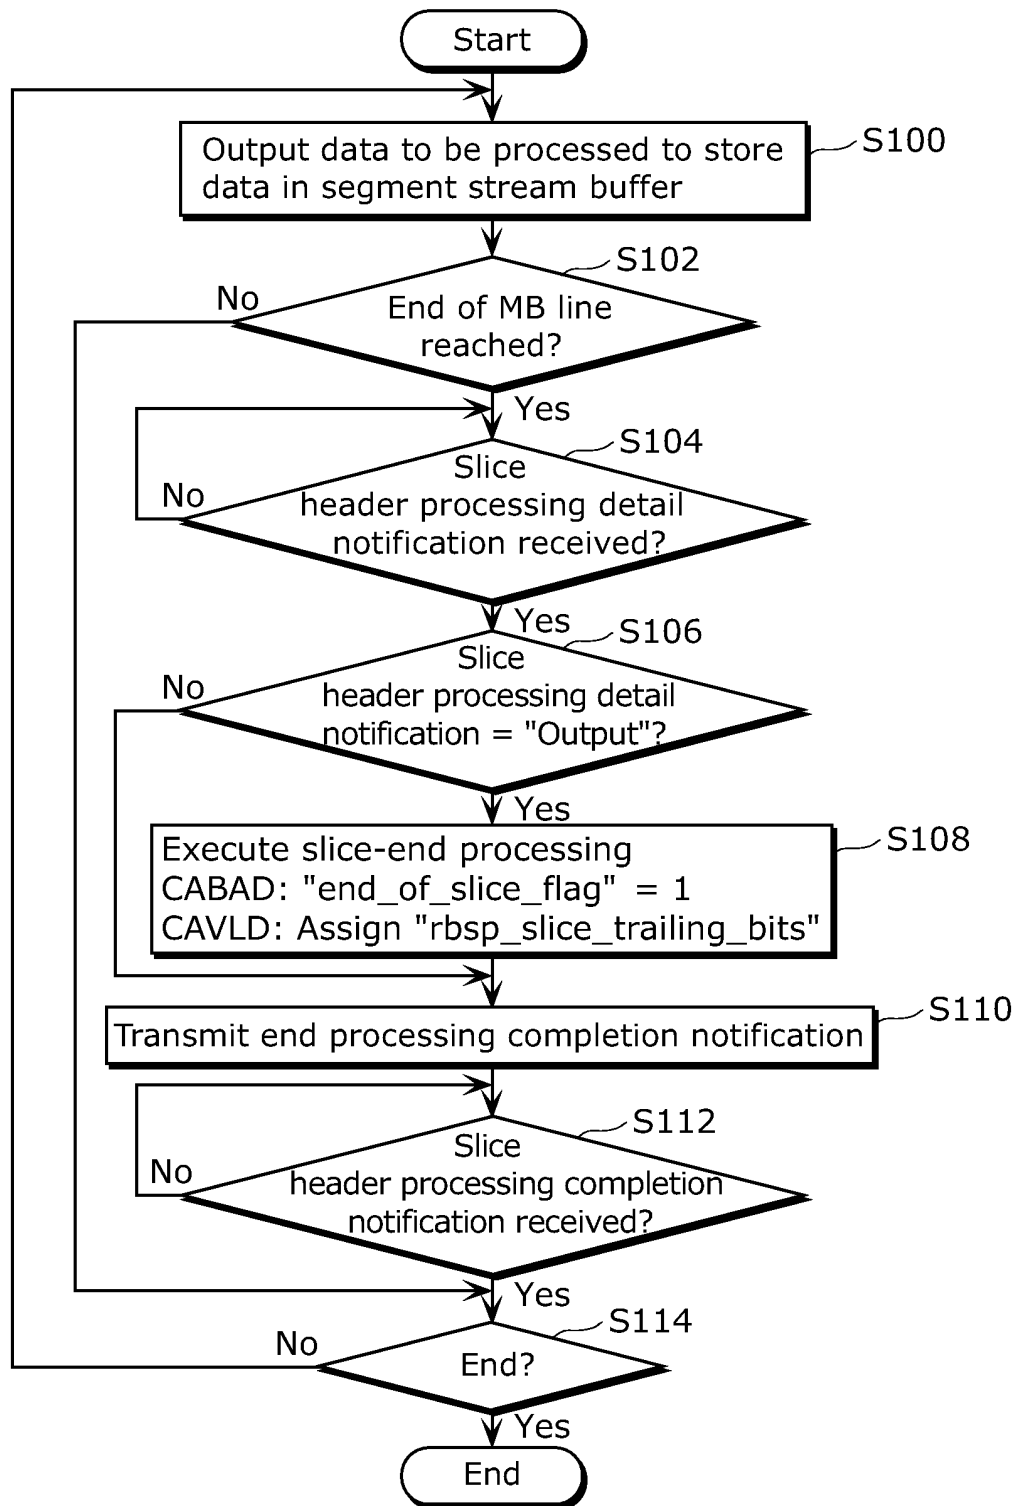 Start
Output data to be processed to store
data in segment stream buffer
S100
S102
No
End of MB line
reached?
Yes
S104
Slice
No
header processing detail
notification received?
Yes
S106
Slice
No
header processing detail
notification = "Output"?
Yes
S108
Execute slice-end processing
CABAD: "end_of_slice_flag" = 1
CAVLD: Assign "rbsp_slice_trailing_bits"
S110
Transmit end processing completion notification
S112
Slice
No
header processing completion
notification received?
Yes
S114
No
End?
Yes
End